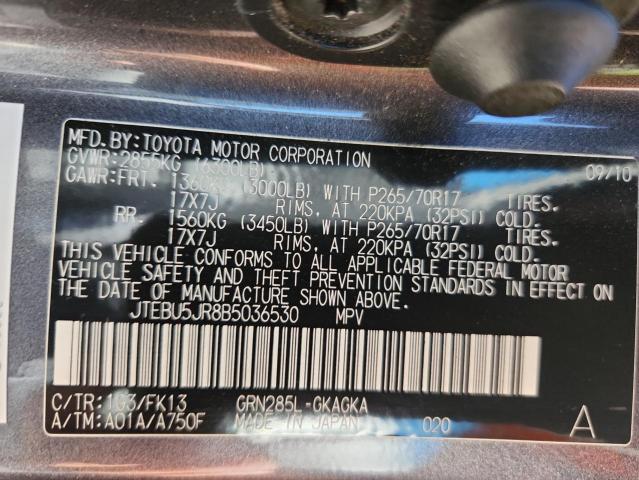 MFD. BY: TOYOTA MOTOR CORPORATION 09/10
GVWR: 2855KG (6300LB)
GAWR: FRT. (3000LB) WITH P265/70R17 TIRES.
17X7J RIMS, AT 220KPA (32PSI) COLD.
RR. 1560KG (3450LB) WITH P265/70R17 TIRES.
17X7J RIMS, AT 220KPA (32PSI) COLD.
THIS VEHICLE CONFORMS TO ALL APPLICABLE FEDERAL MOTOR
VEHICLE SAFETY AND THEFT PREVENTION STANDARDS IN EFFECT ON
THE DATE OF MANUFACTURE SHOWN ABOVE.
JTEBU5JR8B5036530 MPV
C/TR: 1G3/FK13 GRN285L-GKAGKA
A/TM: A01A/A750F MADE IN JAPAN 020 A